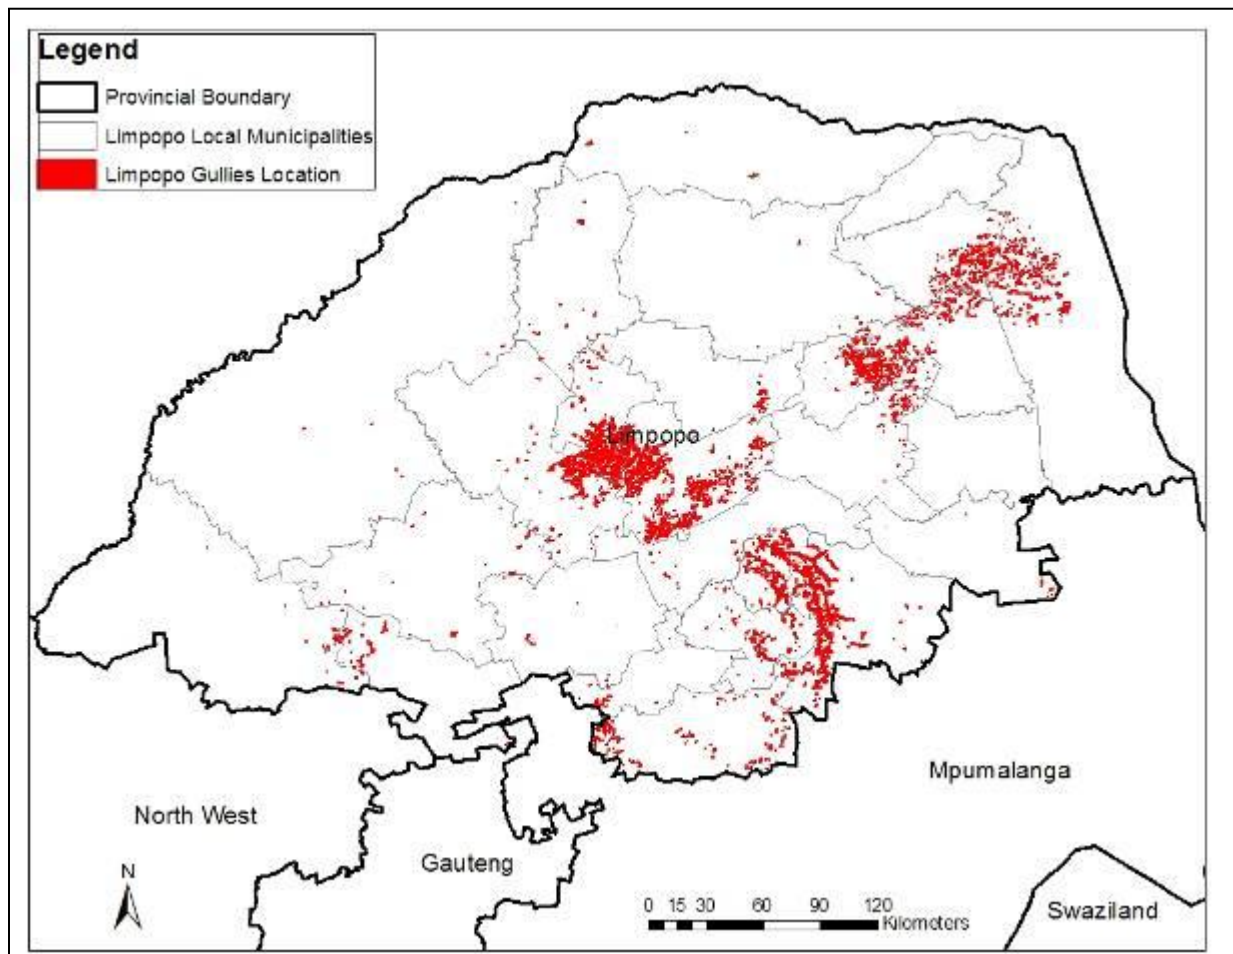 Legend
Provincial Boundary
Limpopo Local Municipalities
Limpopo Gullies Location
Limpopo
Mpumalanga
North West
Gauteng
N
0 15 30 60 90 120
Kilometers
Swaziland